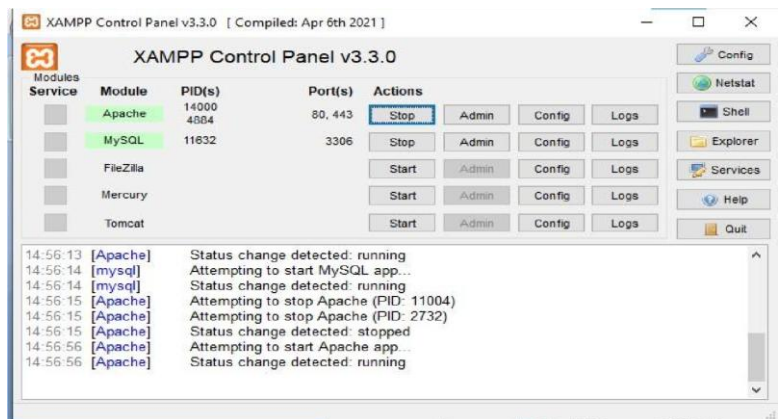 XAMPP Control Panel v3.3.0 [ Compiled: Apr 6th 2021 ]
XAMPP Control Panel v3.3.0
Config
Modules
Service Module PID(s) Port(s) Actions
Netstat
Apache 14000 4884 80, 443 Stop Admin Config Logs
Shell
MySQL 11632 3306 Stop Admin Config Logs
Explorer
FileZilla Start Admin Config Logs
Services
Mercury Start Admin Config Logs
Help
Tomcat Start Admin Config Logs
Quit
14:56:13 [Apache] Status change detected: running
14:56:14 [mysql] Attempting to start MySQL app...
14:56:14 [mysql] Status change detected: running
14:56:15 [Apache] Attempting to stop Apache (PID: 11004)
14:56:15 [Apache] Attempting to stop Apache (PID: 2732)
14:56:15 [Apache] Status change detected: stopped
14:56:56 [Apache] Attempting to start Apache app...
14:56:56 [Apache] Status change detected: running